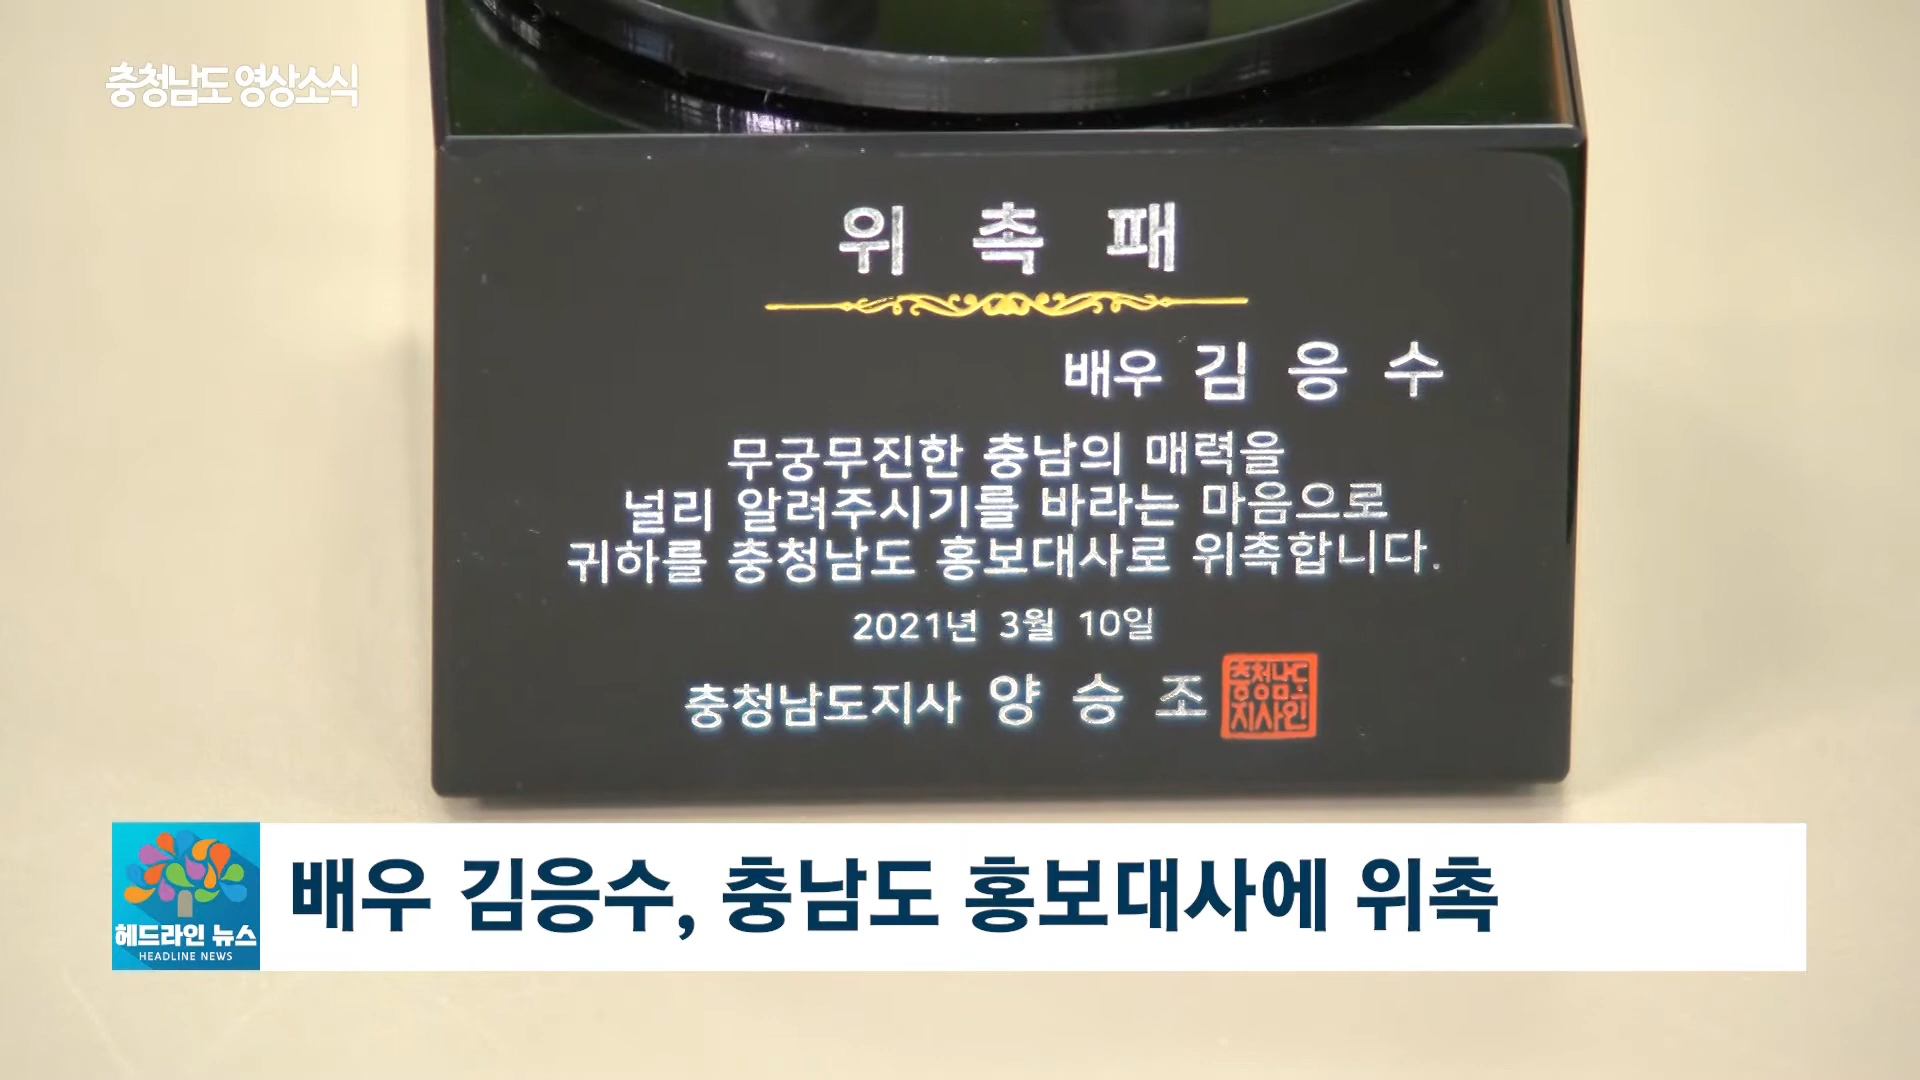 충청남도 영상소식
위 촉 패
배우 김 응 수
무궁무진한 충남의 매력을
널리 알려주시기를 바라는 마음으로
귀하를 충청남도 홍보대사로 위촉합니다.
2021년 3월 10일
충청남도지사 양 승 조
충청남도
지사인
배우 김응수, 충남도 홍보대사에 위촉
헤드라인 뉴스
HEADLINE NEWS